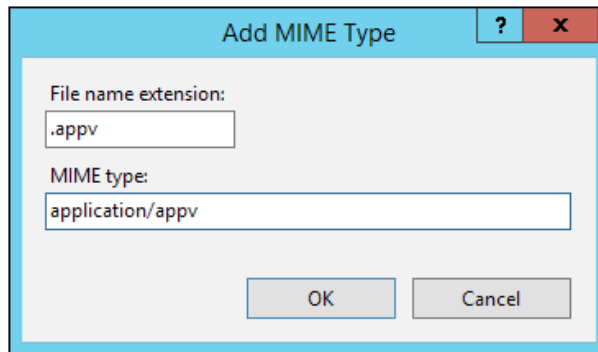 Add MIME Type
?
x
File name extension:
.appv
MIME type:
application/appv
OK
Cancel